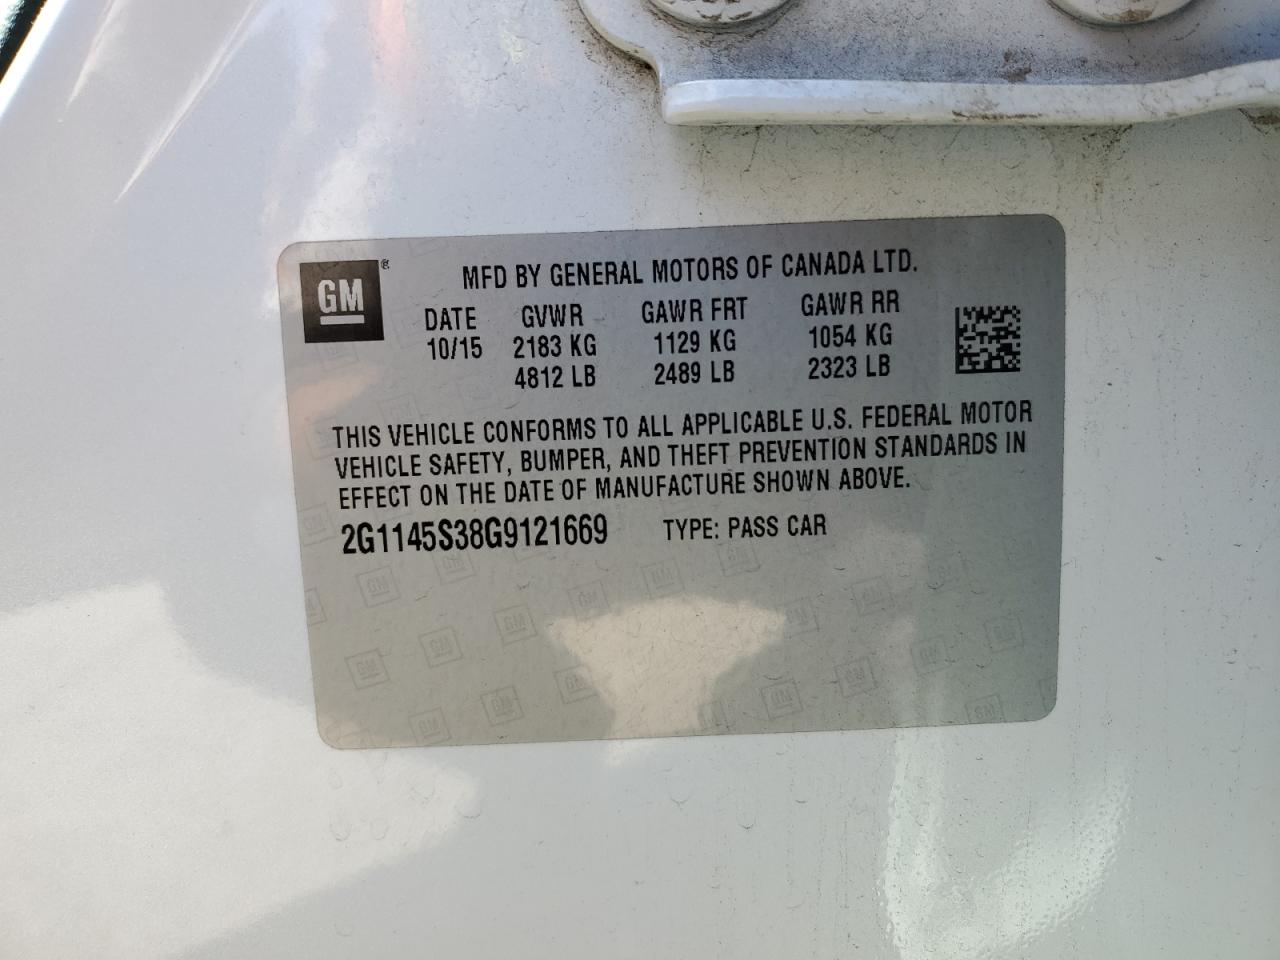 GM®
MFD BY GENERAL MOTORS OF CANADA LTD.
DATE GVWR GAWR FRT GAWR RR
10/15 2183 KG 1129 KG 1054 KG
4812 LB 2489 LB 2323 LB
THIS VEHICLE CONFORMS TO ALL APPLICABLE U.S. FEDERAL MOTOR
VEHICLE SAFETY, BUMPER, AND THEFT PREVENTION STANDARDS IN
EFFECT ON THE DATE OF MANUFACTURE SHOWN ABOVE.
2G1145S38G9121669 TYPE: PASS CAR